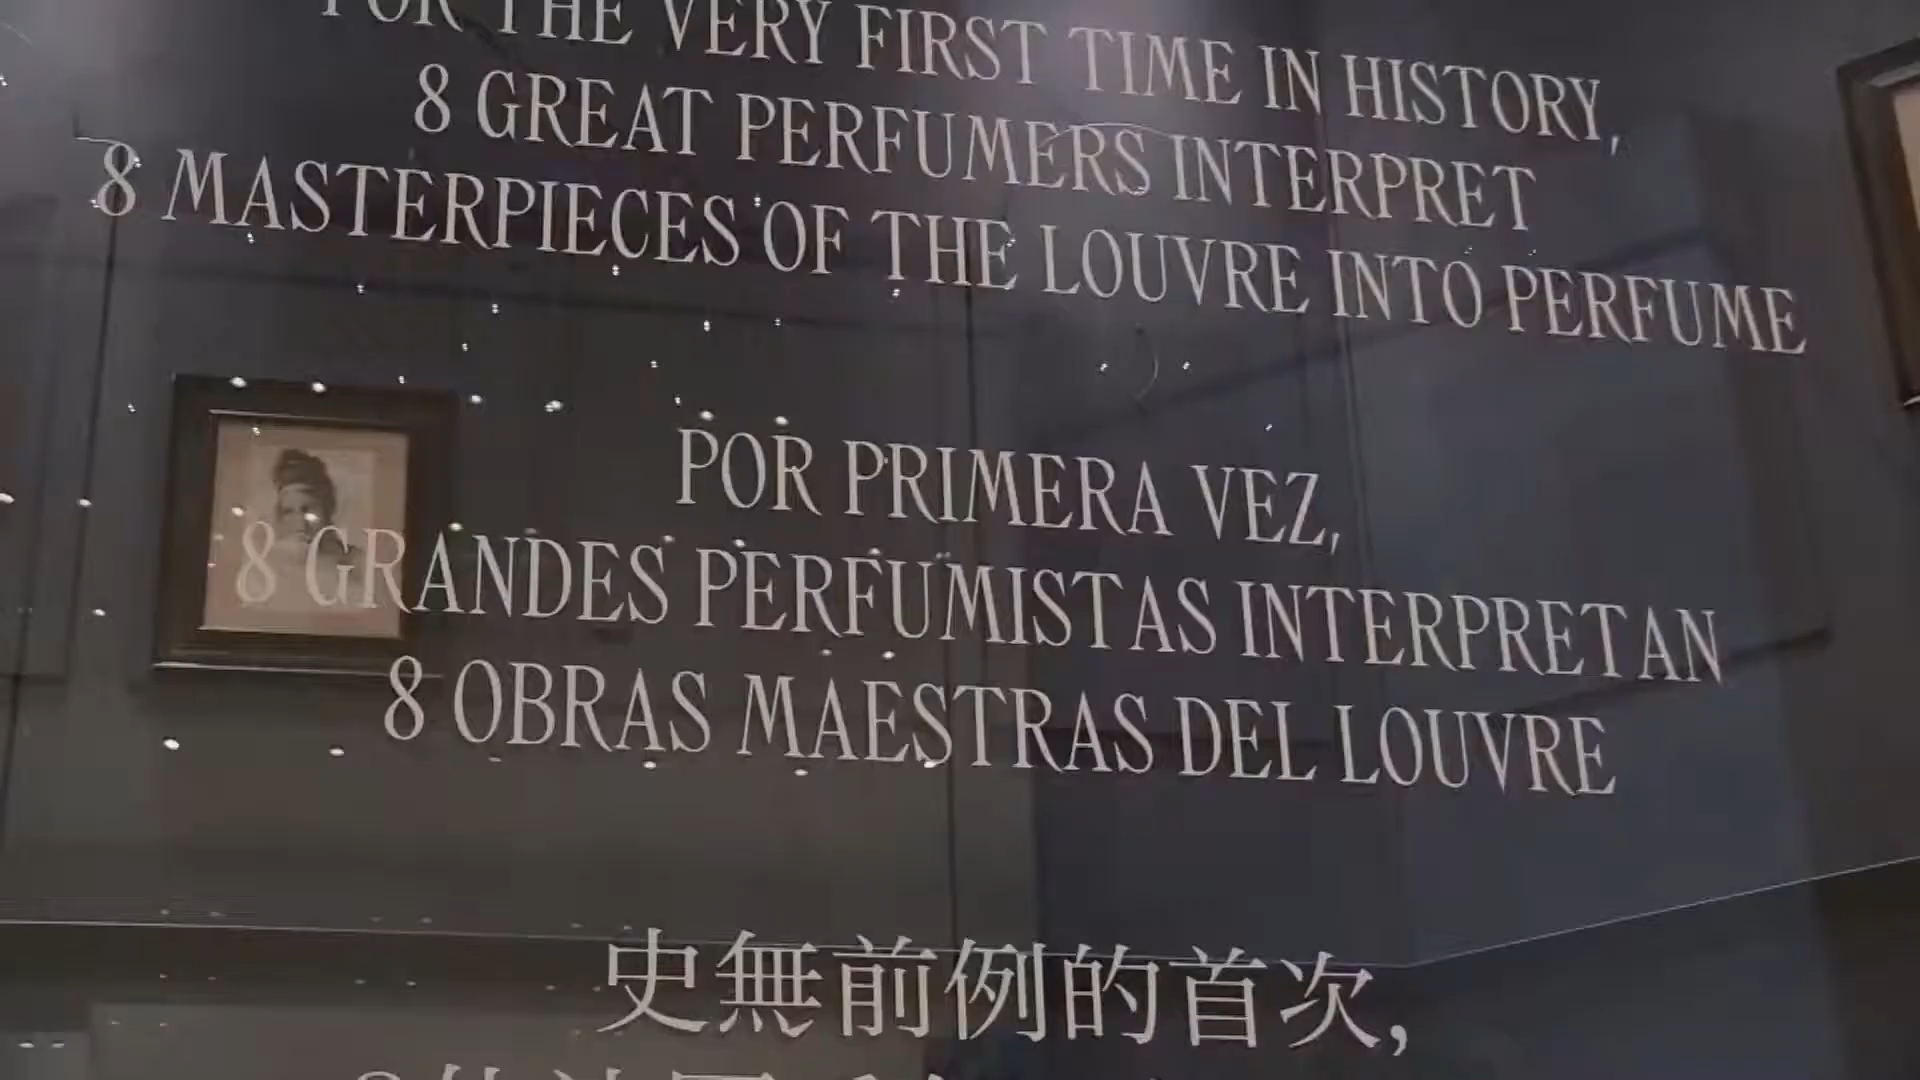 FOR THE VERY FIRST TIME IN HISTORY,
8 GREAT PERFUMERS INTERPRET
8 MASTERPIECES OF THE LOUVRE INTO PERFUME
POR PRIMERA VEZ,
8 GRANDES PERFUMISTAS INTERPRETAN
8 OBRAS MAESTRAS DEL LOUVRE
史無前例的首次,